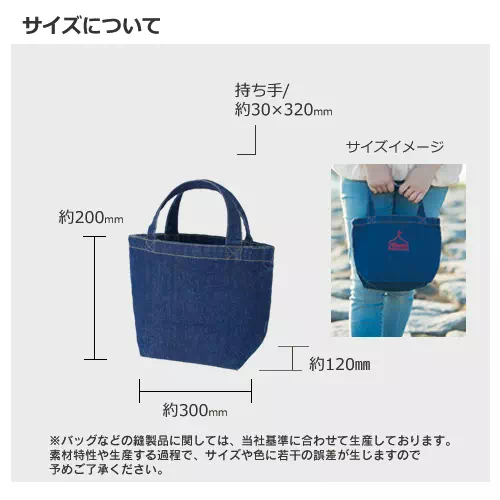 サイズについて
持ち手/
約30×320mm
サイズイメージ
約200mm
約120mm
約300mm
※バッグなどの縫製品に関しては、当社基準に合わせて生産しております。
素材特性や生産する過程で、サイズや色に若干の誤差が生じますので
予めご了承ください。